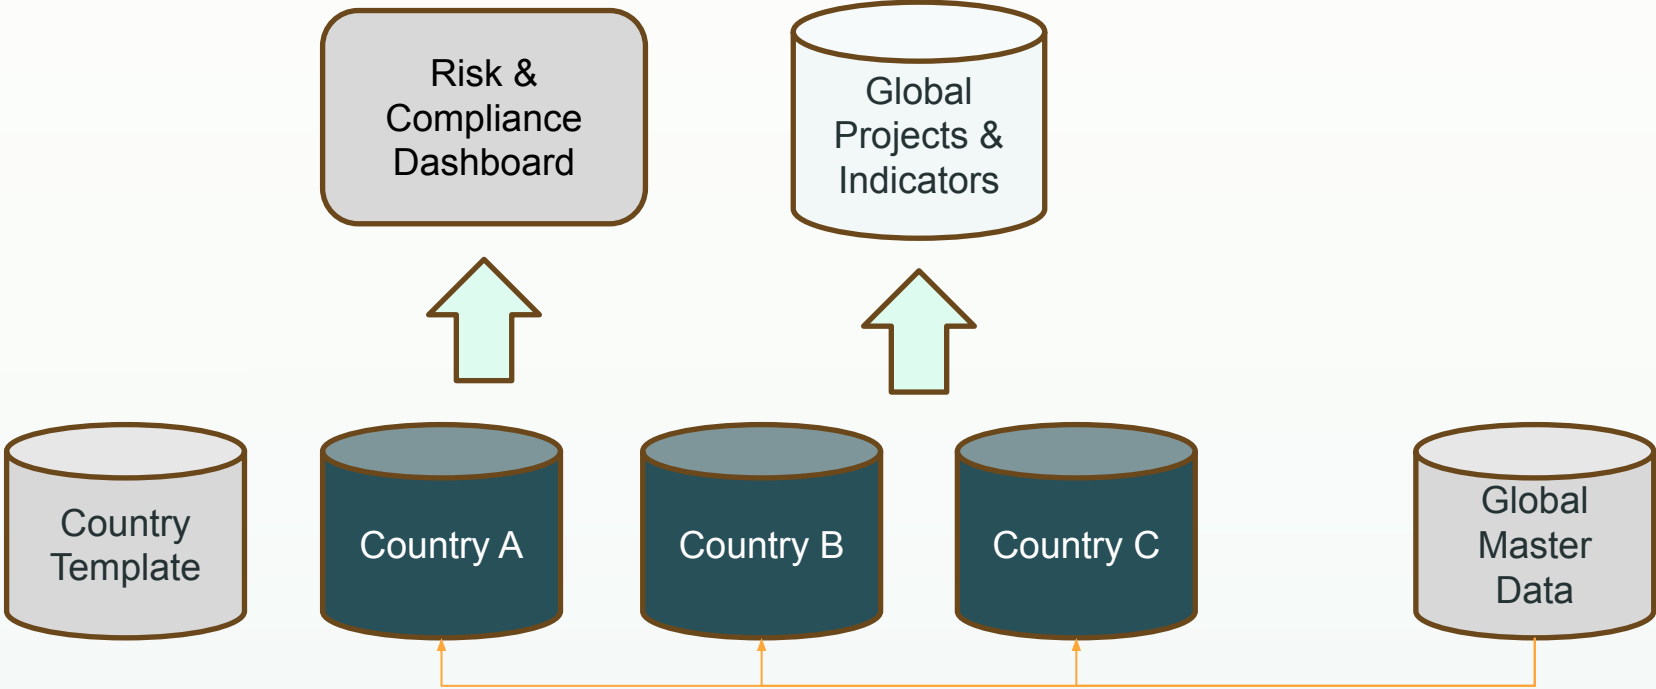 Risk &
Compliance
Dashboard
Global
Projects &
Indicators
Country
Template
Country A
Country B
Country C
Global
Master
Data